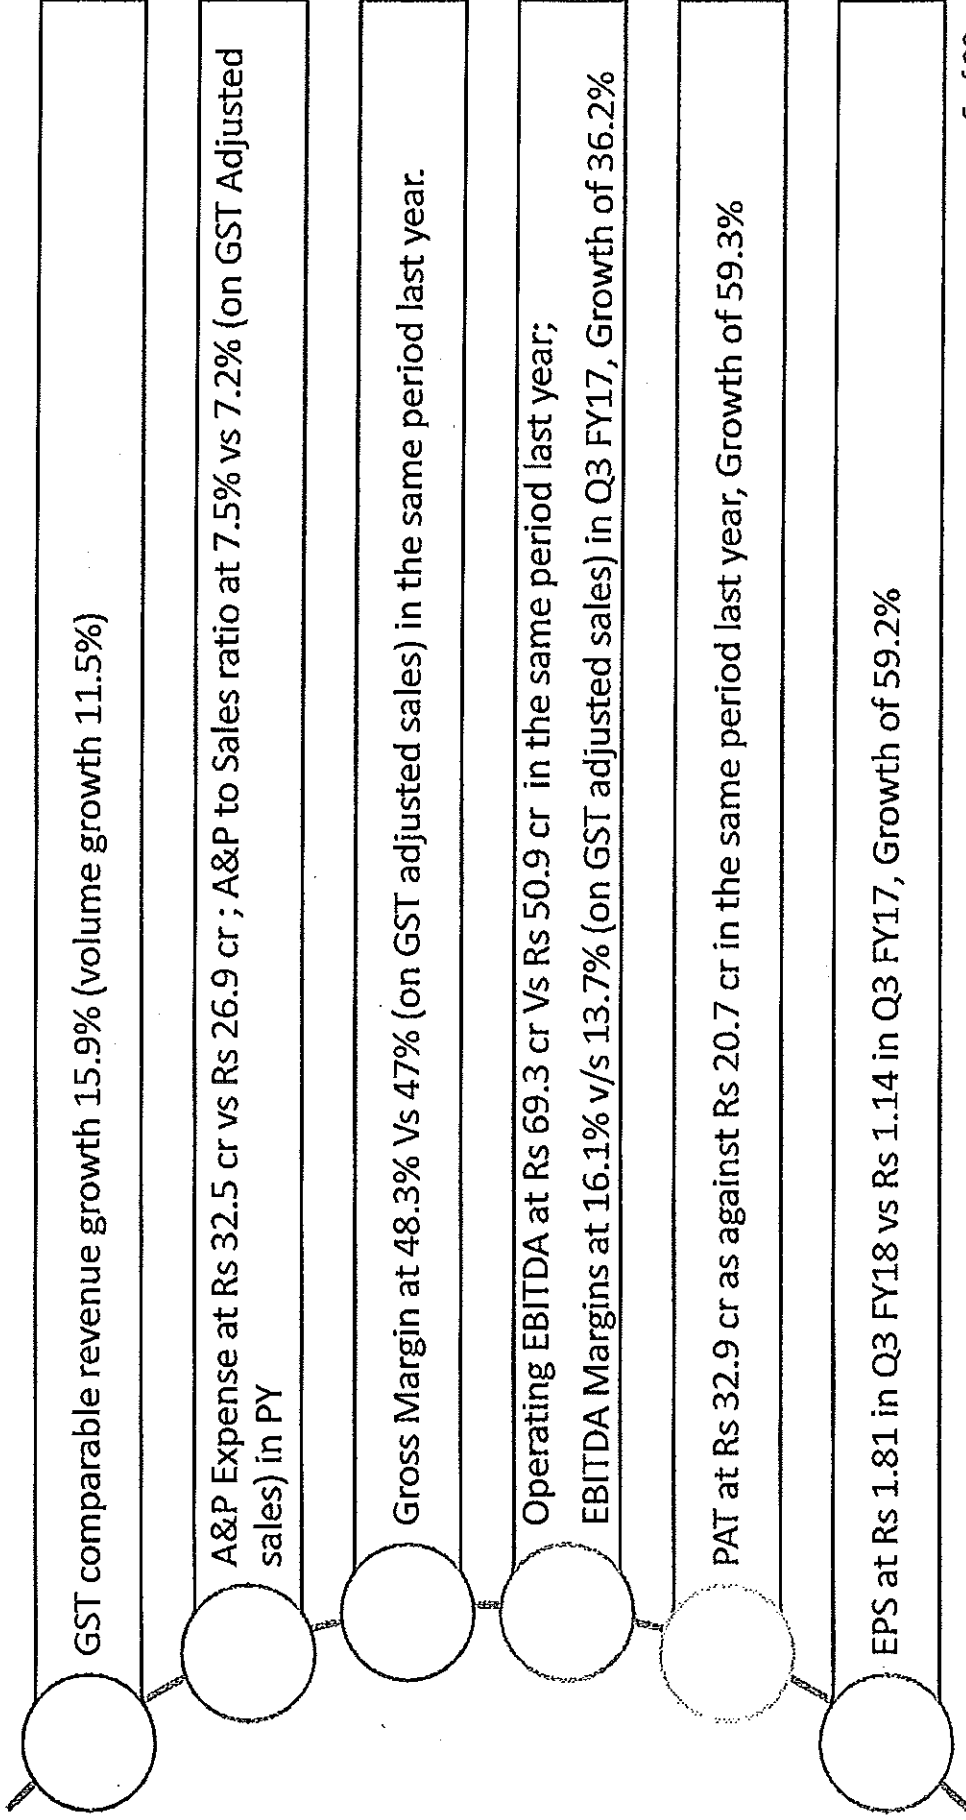 GST comparable revenue growth 15.9% (volume growth 11.5%)
A&P Expense at Rs 32.5 cr vs Rs 26.9 cr ; A&P to Sales ratio at 7.5% vs 7.2% (on GST Adjusted
sales) in PY
Gross Margin at 48.3% Vs 47% (on GST adjusted sales) in the same period last year.
Operating EBITDA at Rs 69.3 cr Vs Rs 50.9 cr in the same period last year;
EBITDA Margins at 16.1% v/s 13.7% (on GST adjusted sales) in Q3 FY17, Growth of 36.2%
PAT at Rs 32.9 cr as against Rs 20.7 cr in the same period last year, Growth of 59.3%
EPS at Rs 1.81 in Q3 FY18 vs Rs 1.14 in Q3 FY17, Growth of 59.2%